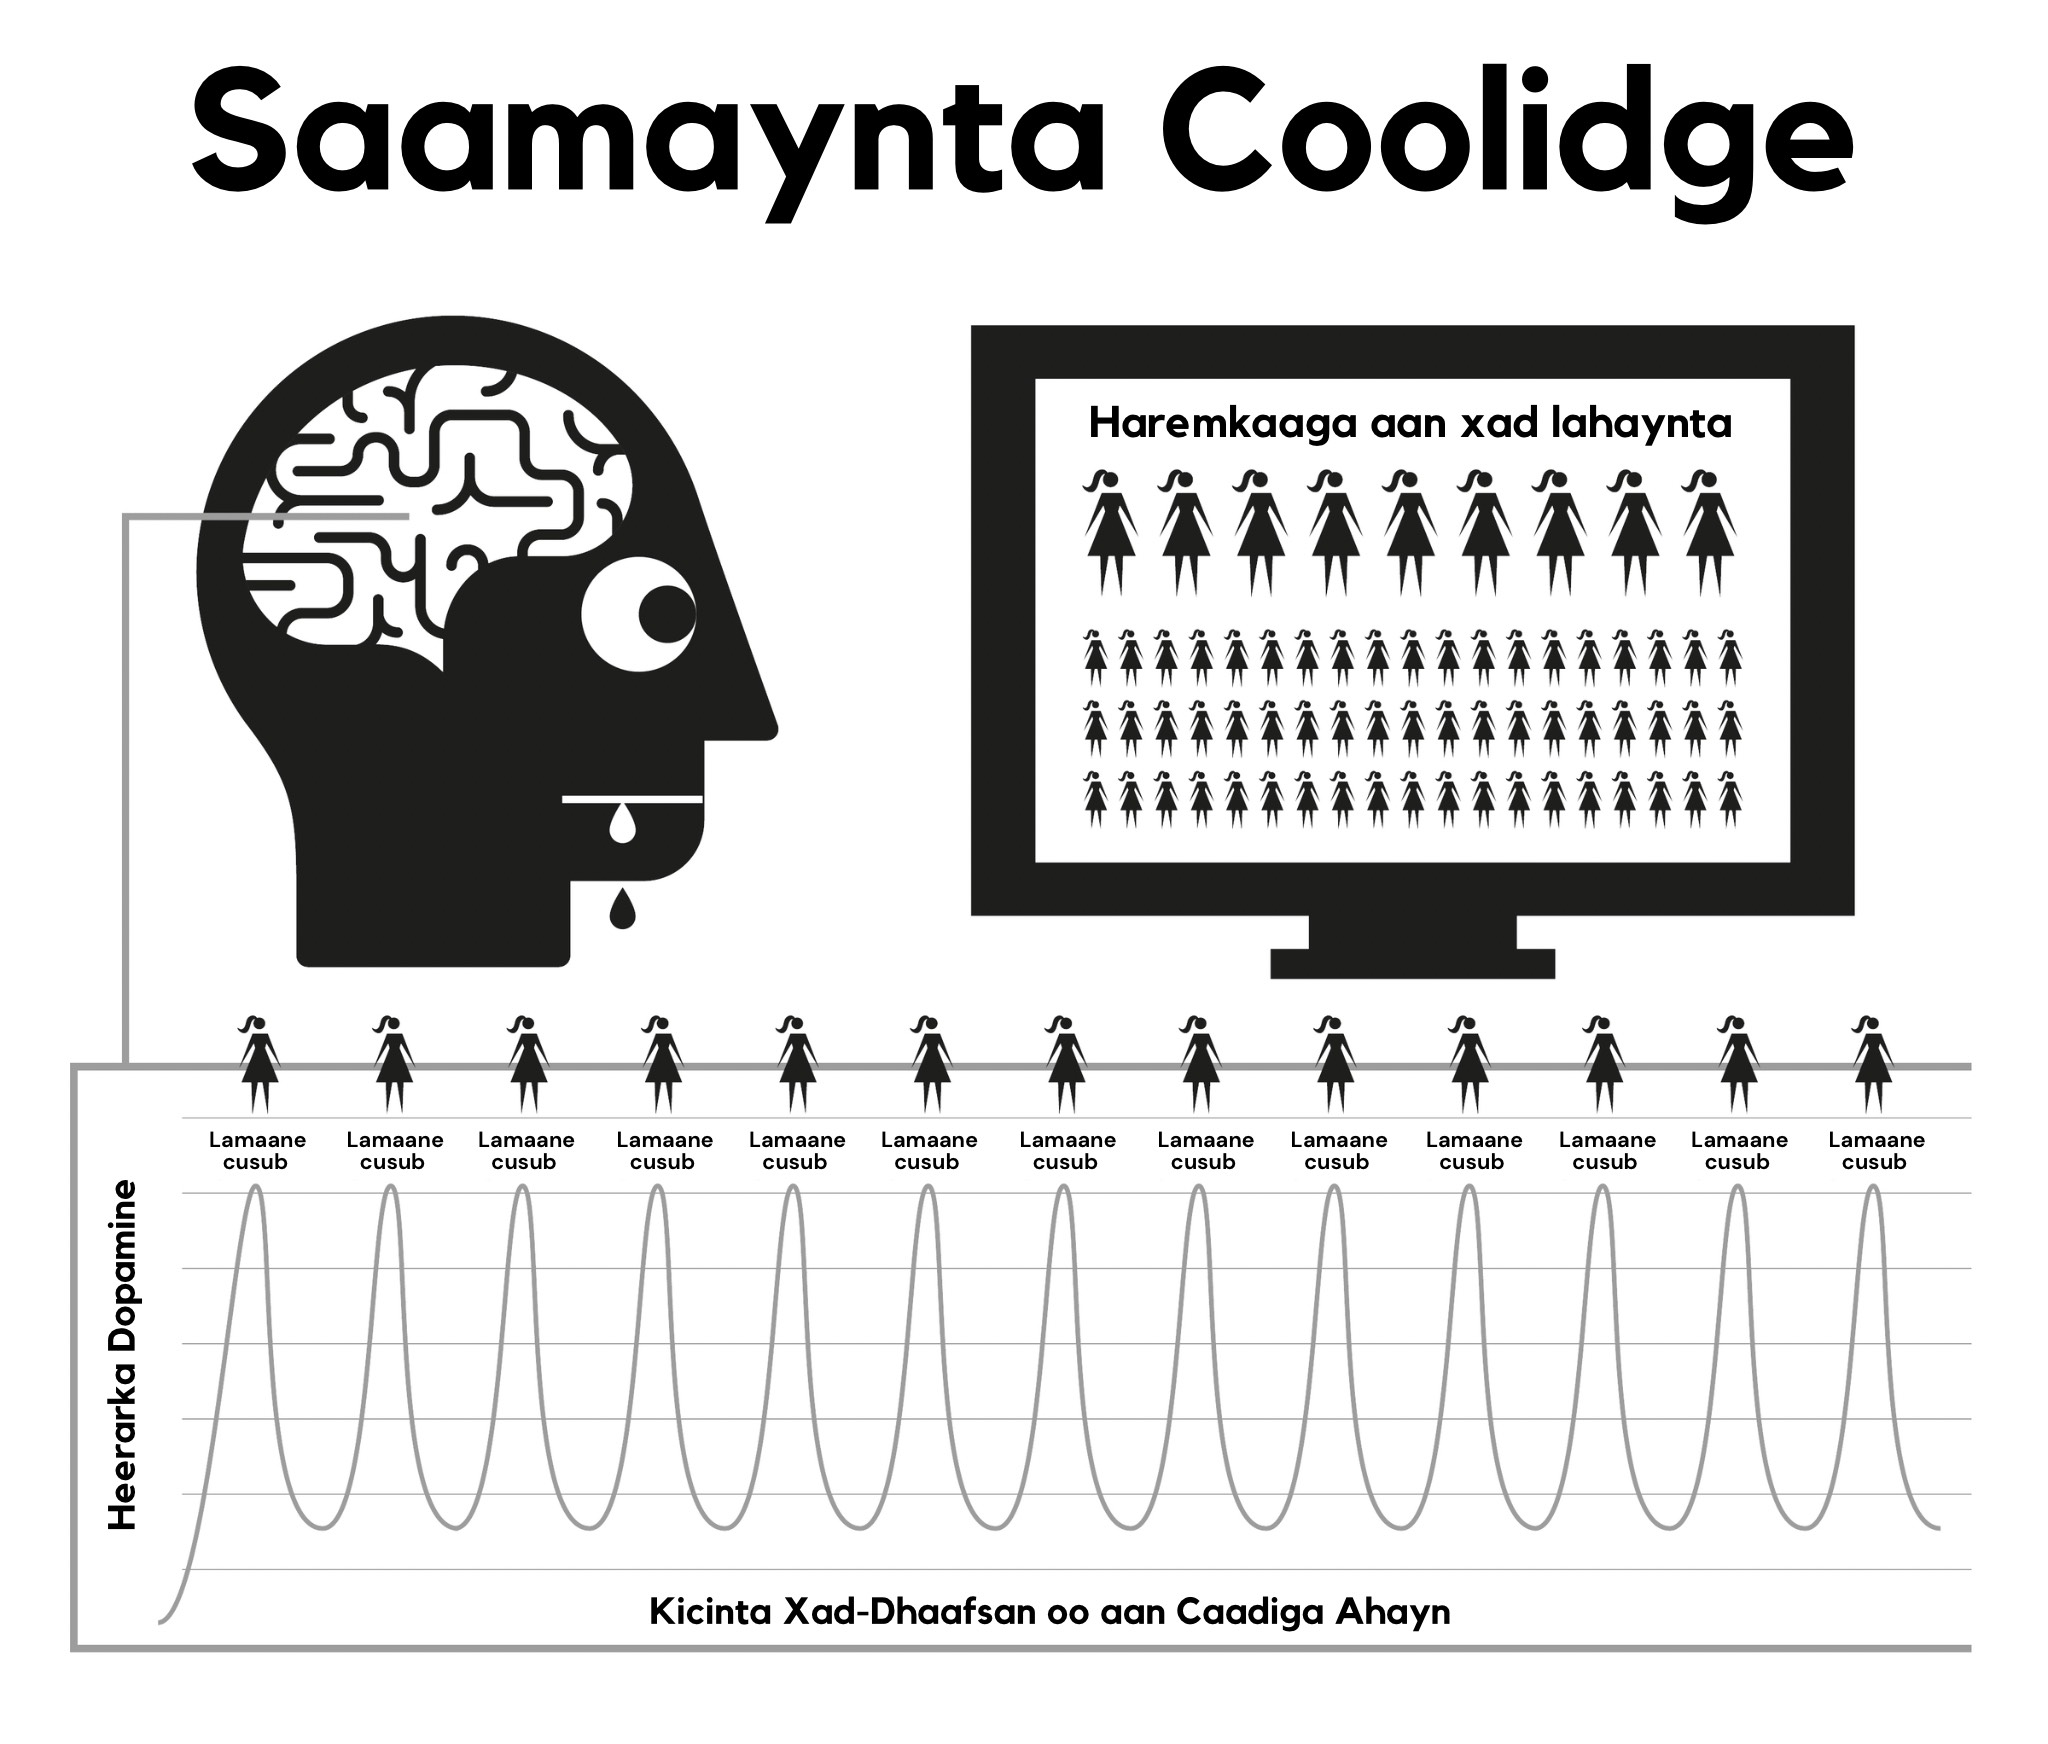 Saamaynta Coolidge
Haremkaaga aan xad lahaynta
Lamaane
cusub
Lamaane
cusub
Lamaane
cusub
Lamaane
cusub
Lamaane
cusub
Lamaane
cusub
Lamaane
cusub
Lamaane
cusub
Lamaane
cusub
Lamaane
cusub
Lamaane
cusub
Lamaane
cusub
Lamaane
cusub
Heerarka Dopamine
Kicinta Xad-Dhaafsan oo aan Caadiga Ahayn